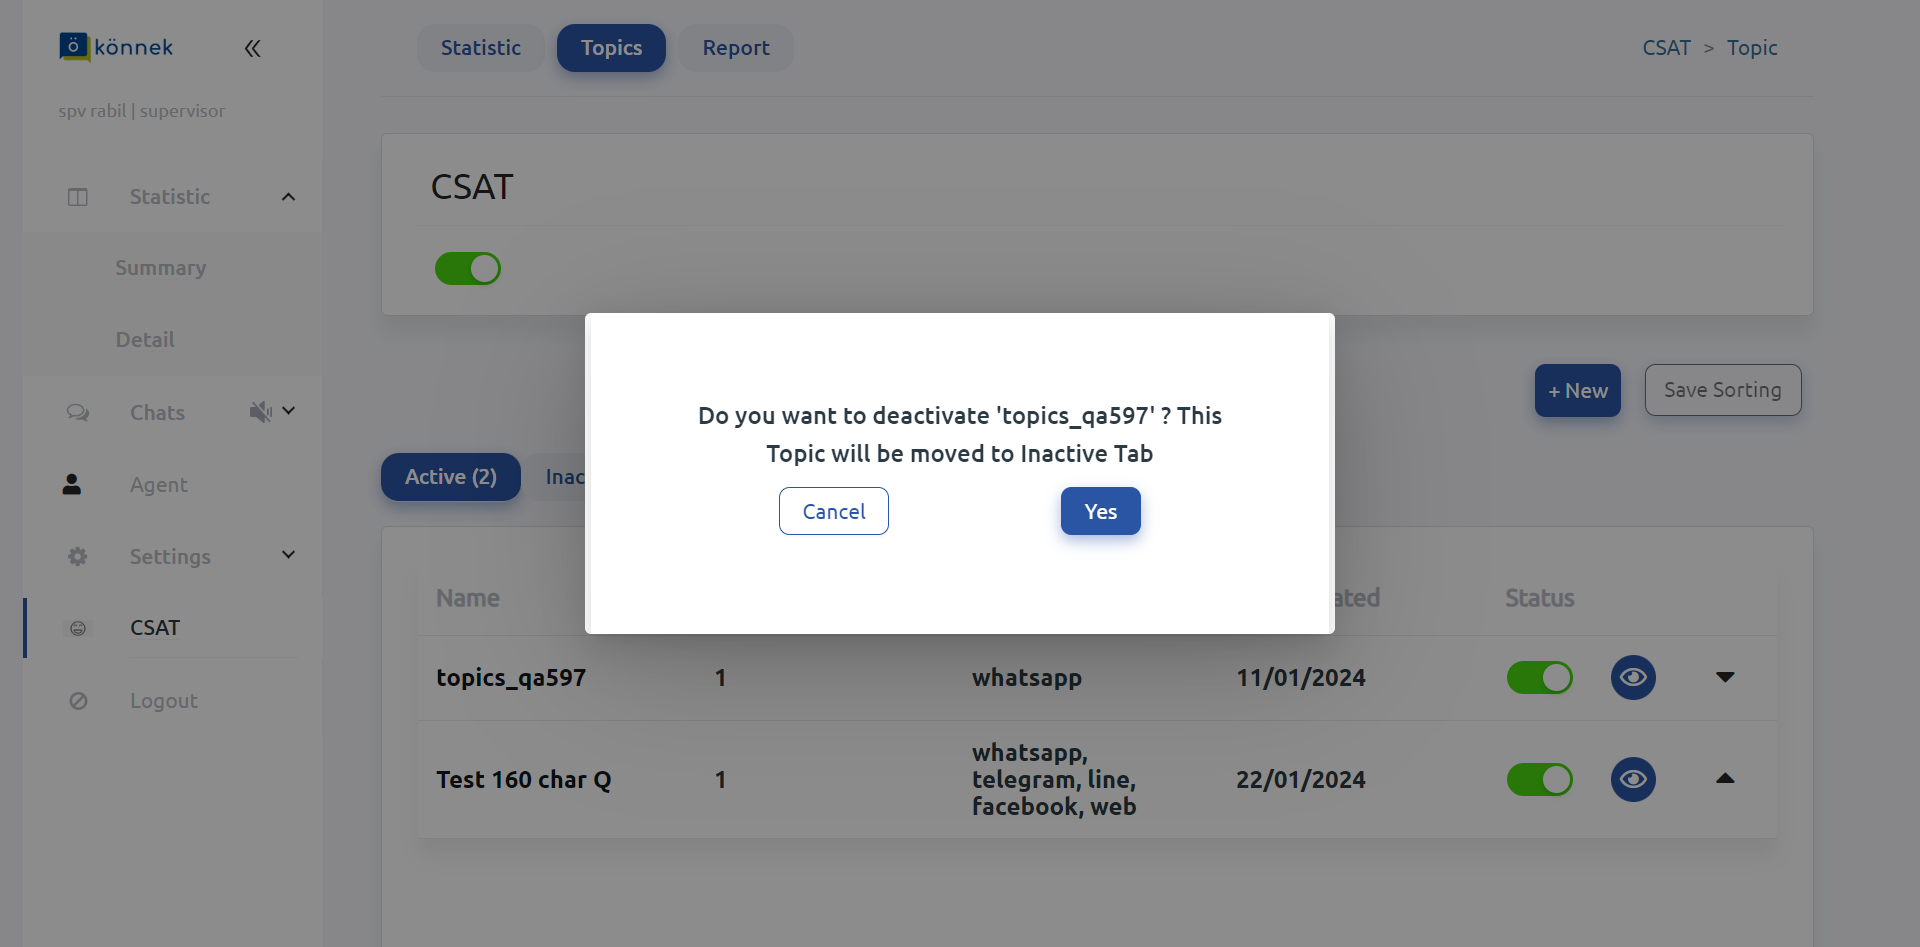 könnek
Statistic
Topics
Report
CSAT > Topic
spv rabil | supervisor
Statistic
Summary
Detail
Chats
Agent
Settings
CSAT
Logout
CSAT
+ New
Save Sorting
Active (2)
Inac
Do you want to deactivate 'topics_qa597' ? This
Topic will be moved to Inactive Tab
Cancel
Yes
Name
ated
Status
topics_qa597
1
whatsapp
11/01/2024
Test 160 char Q
1
whatsapp,
telegram, line,
facebook, web
22/01/2024